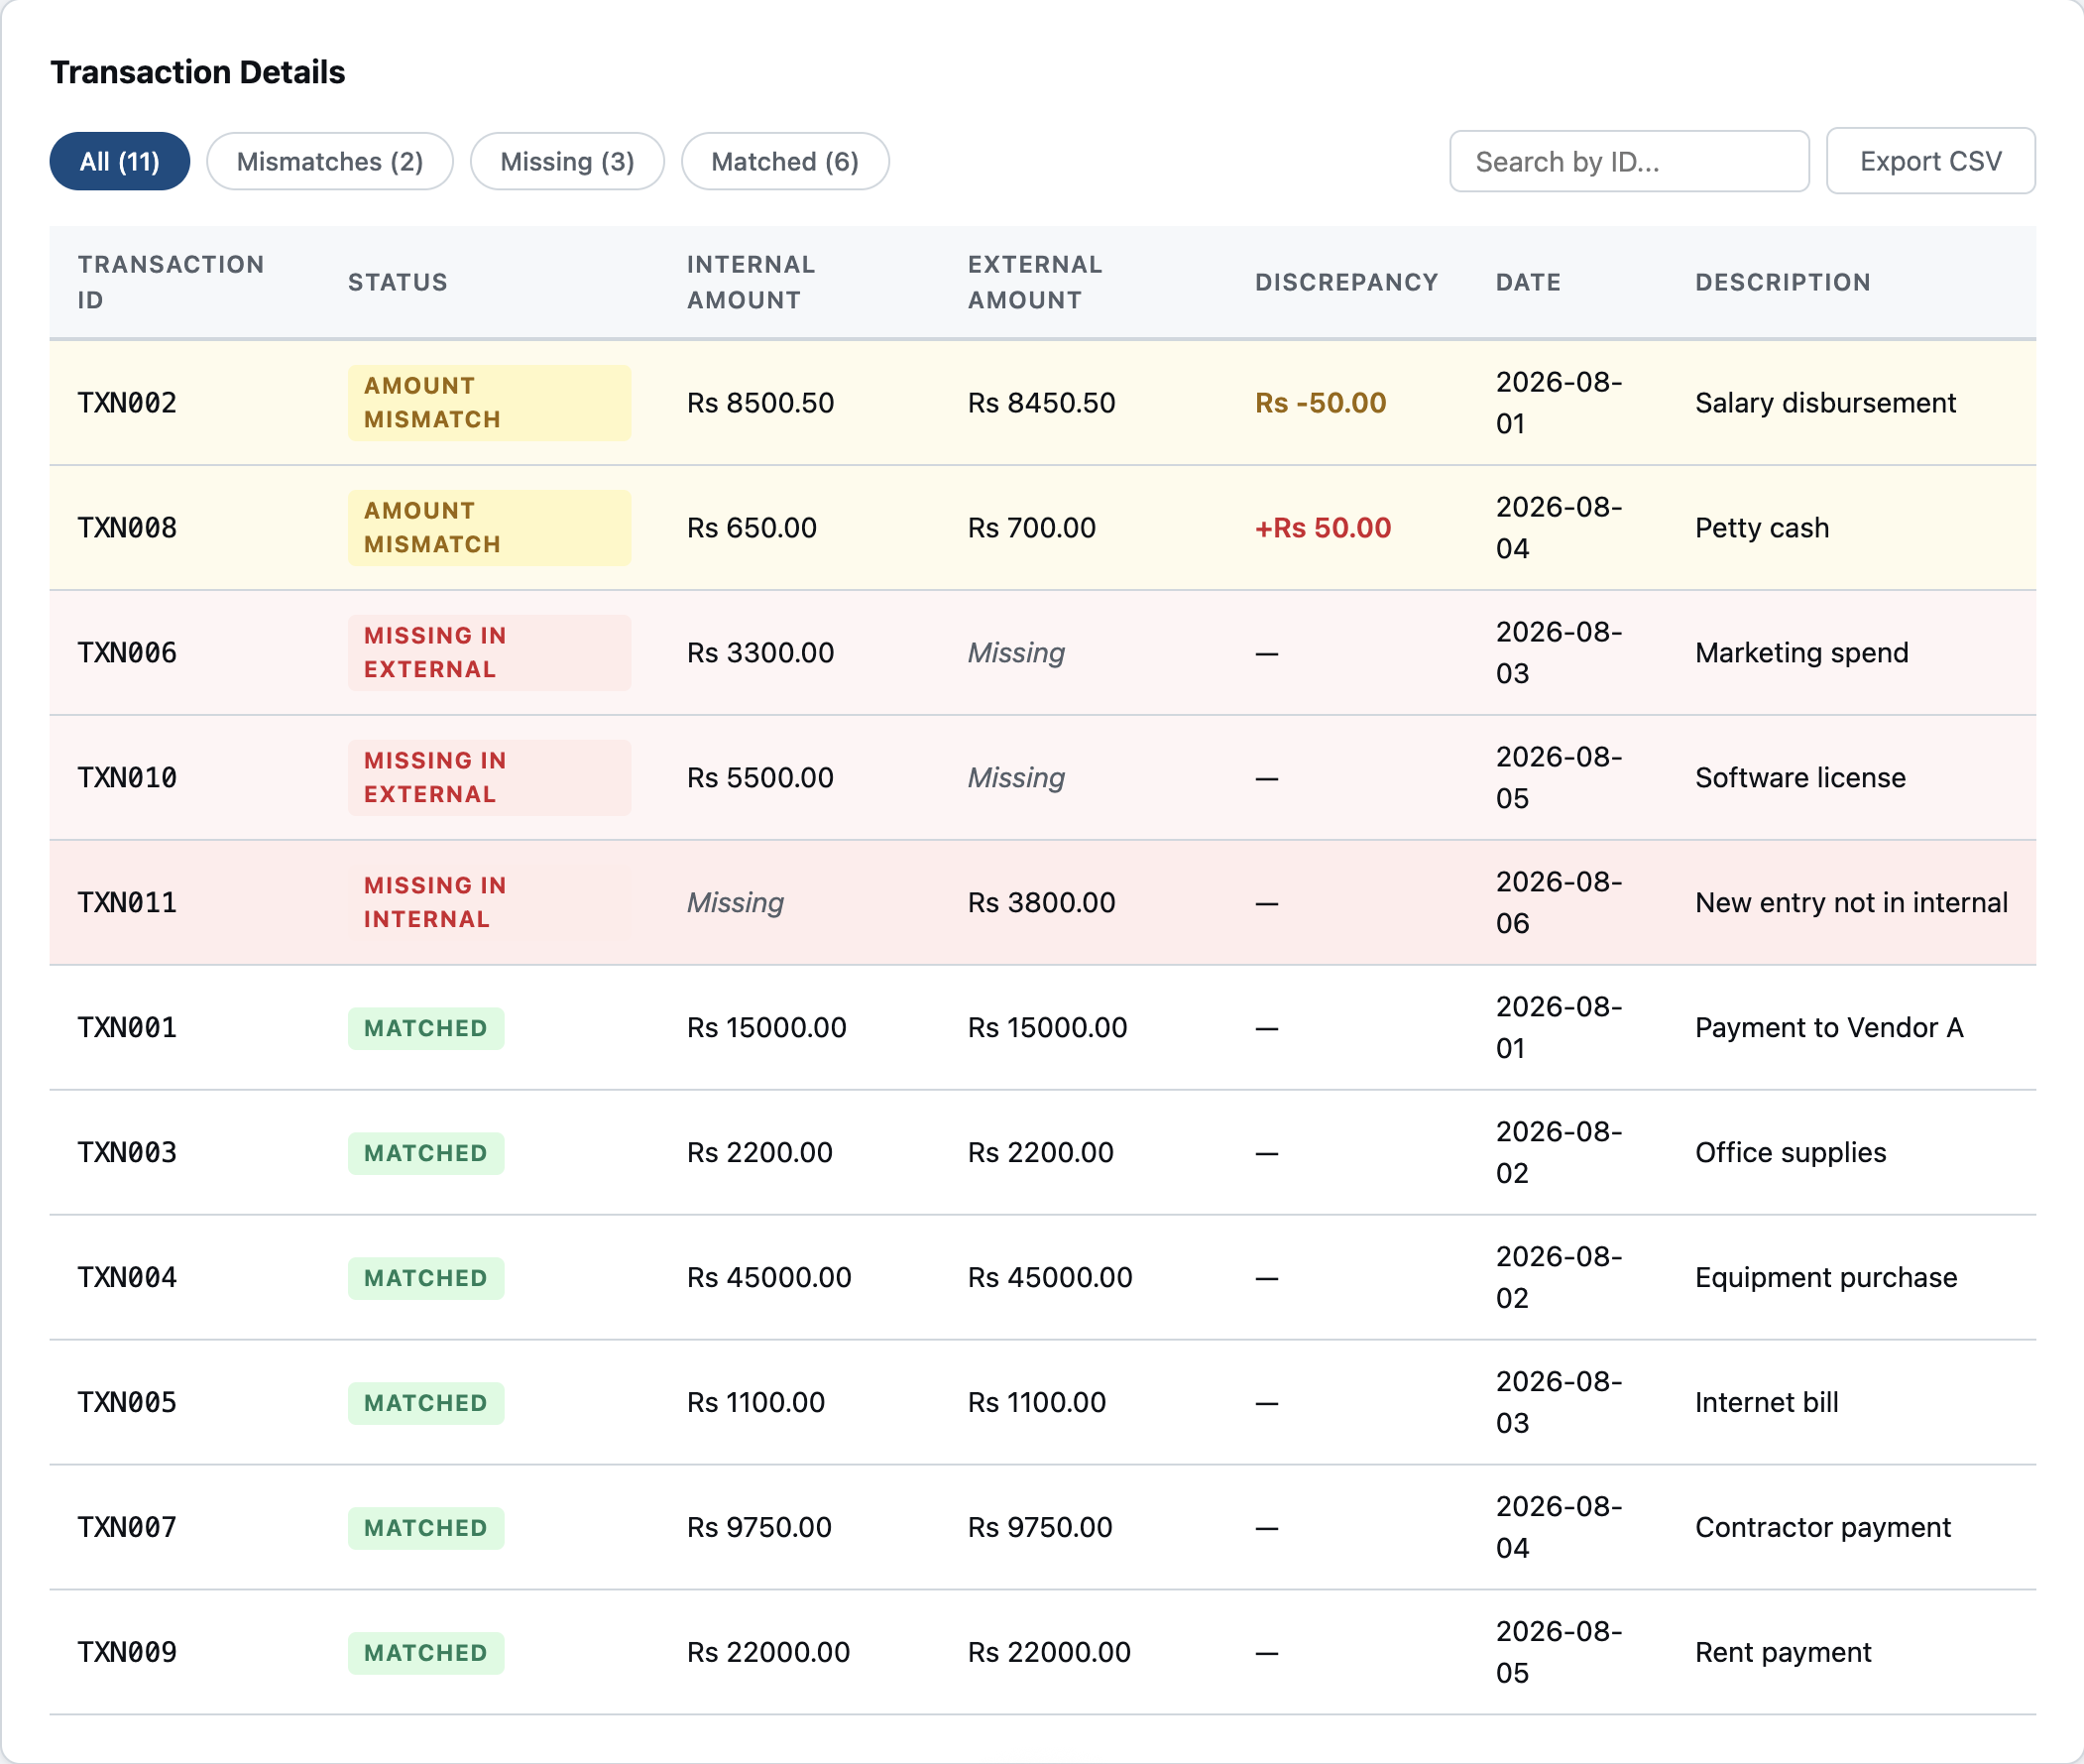 Transaction Details
All (11) Mismatches (2) Missing (3) Matched (6) Search by ID... Export CSV
TRANSACTION ID STATUS INTERNAL AMOUNT EXTERNAL AMOUNT DISCREPANCY DATE DESCRIPTION
TXN002 AMOUNT MISMATCH Rs 8500.50 Rs 8450.50 Rs -50.00 2026-08-01 Salary disbursement
TXN008 AMOUNT MISMATCH Rs 650.00 Rs 700.00 +Rs 50.00 2026-08-04 Petty cash
TXN006 MISSING IN EXTERNAL Rs 3300.00 Missing — 2026-08-03 Marketing spend
TXN010 MISSING IN EXTERNAL Rs 5500.00 Missing — 2026-08-05 Software license
TXN011 MISSING IN INTERNAL Missing Rs 3800.00 — 2026-08-06 New entry not in internal
TXN001 MATCHED Rs 15000.00 Rs 15000.00 — 2026-08-01 Payment to Vendor A
TXN003 MATCHED Rs 2200.00 Rs 2200.00 — 2026-08-02 Office supplies
TXN004 MATCHED Rs 45000.00 Rs 45000.00 — 2026-08-02 Equipment purchase
TXN005 MATCHED Rs 1100.00 Rs 1100.00 — 2026-08-03 Internet bill
TXN007 MATCHED Rs 9750.00 Rs 9750.00 — 2026-08-04 Contractor payment
TXN009 MATCHED Rs 22000.00 Rs 22000.00 — 2026-08-05 Rent payment